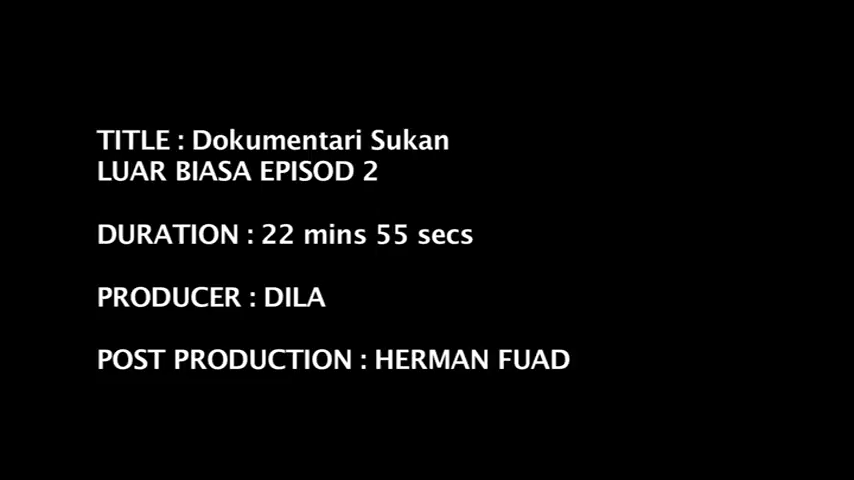 TITLE : Dokumentari Sukan
LUAR BIASA EPISOD 2
DURATION : 22 mins 55 secs
PRODUCER : DILA
POST PRODUCTION : HERMAN FUAD